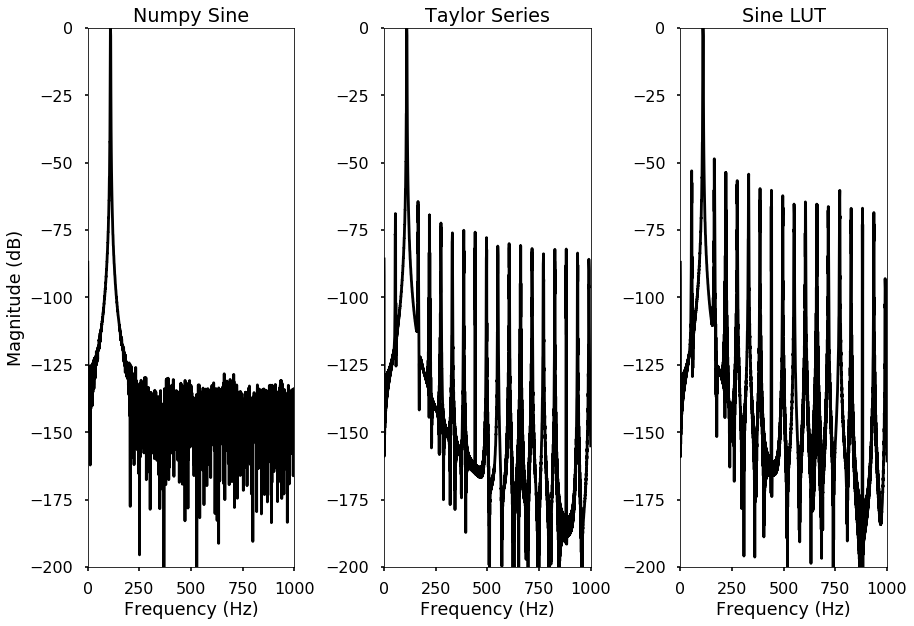 Numpy Sine
Taylor Series
Sine LUT
Magnitude (dB)
0
−25
−50
−75
−100
−125
−150
−175
−200
0
−25
−50
−75
−100
−125
−150
−175
−200
0
−25
−50
−75
−100
−125
−150
−175
−200
0 250 500 750 1000
0 250 500 750 1000
0 250 500 750 1000
Frequency (Hz)
Frequency (Hz)
Frequency (Hz)